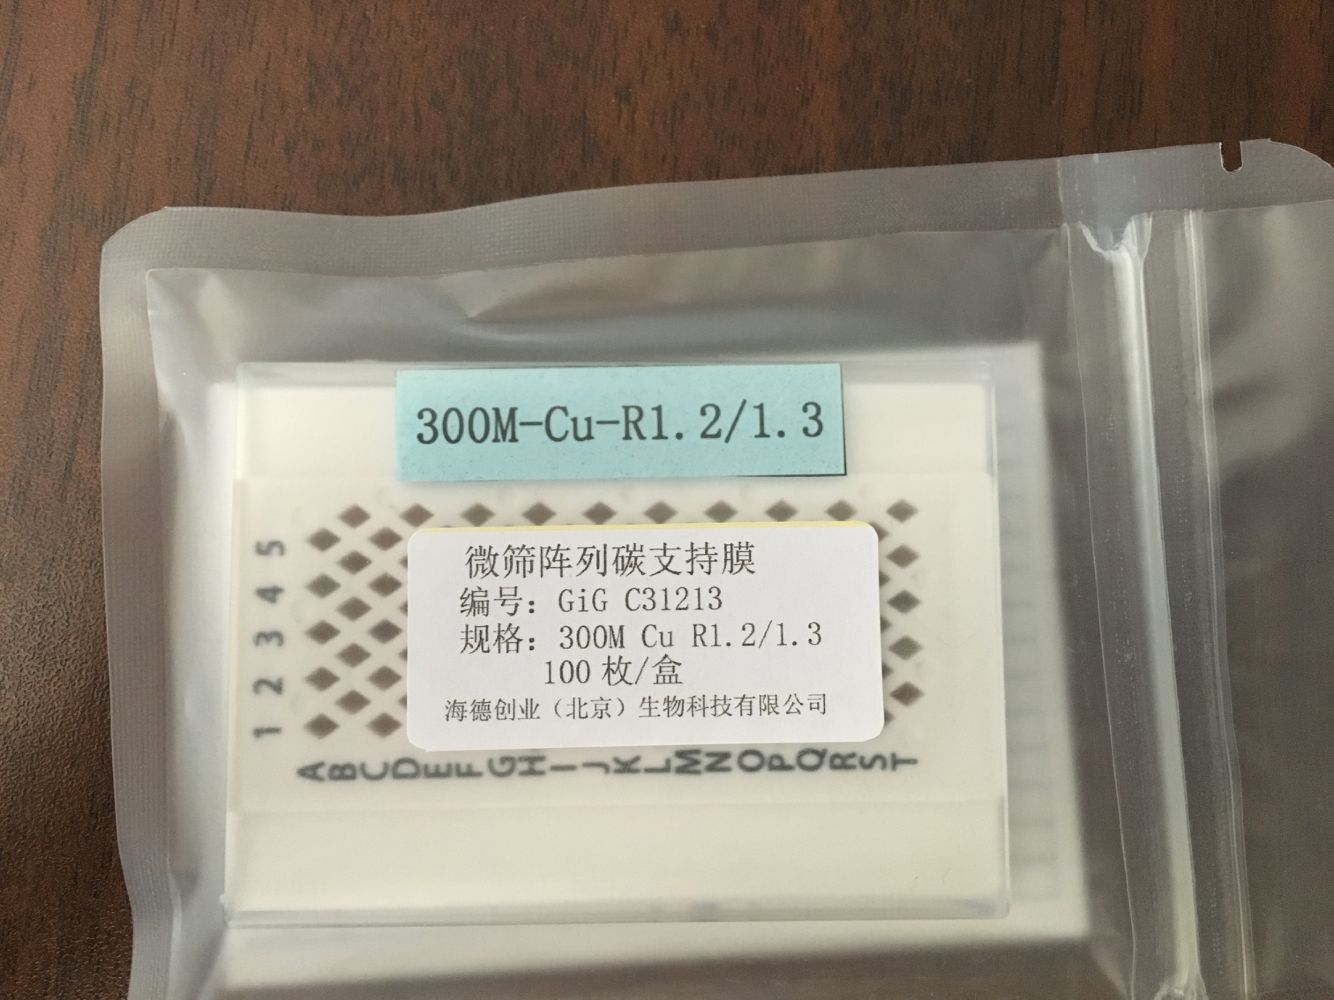 300M-Cu-R1.2/1.3
微筛阵列碳支持膜
编号：GiG C31213
规格：300M Cu R1.2/1.3
100 枚/盒
海德创业（北京）生物科技有限公司
5
4
3
2
1
A B C D E F G H I J K L M N O P Q R S T